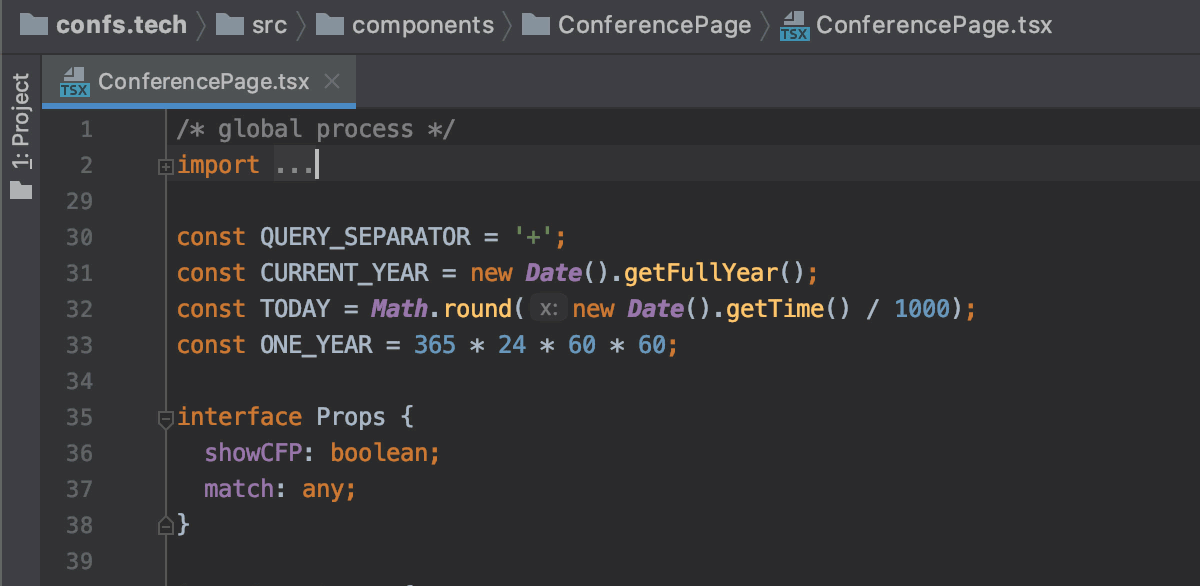 confs.tech src components ConferencePage TSX ConferencePage.tsx
1: Project
TSX ConferencePage.tsx
1 /* global process */
2 import ...
29
30 const QUERY_SEPARATOR = '+';
31 const CURRENT_YEAR = new Date().getFullYear();
32 const TODAY = Math.round( x: new Date().getTime() / 1000);
33 const ONE_YEAR = 365 * 24 * 60 * 60;
34
35 interface Props {
36 showCFP: boolean;
37 match: any;
38 }
39